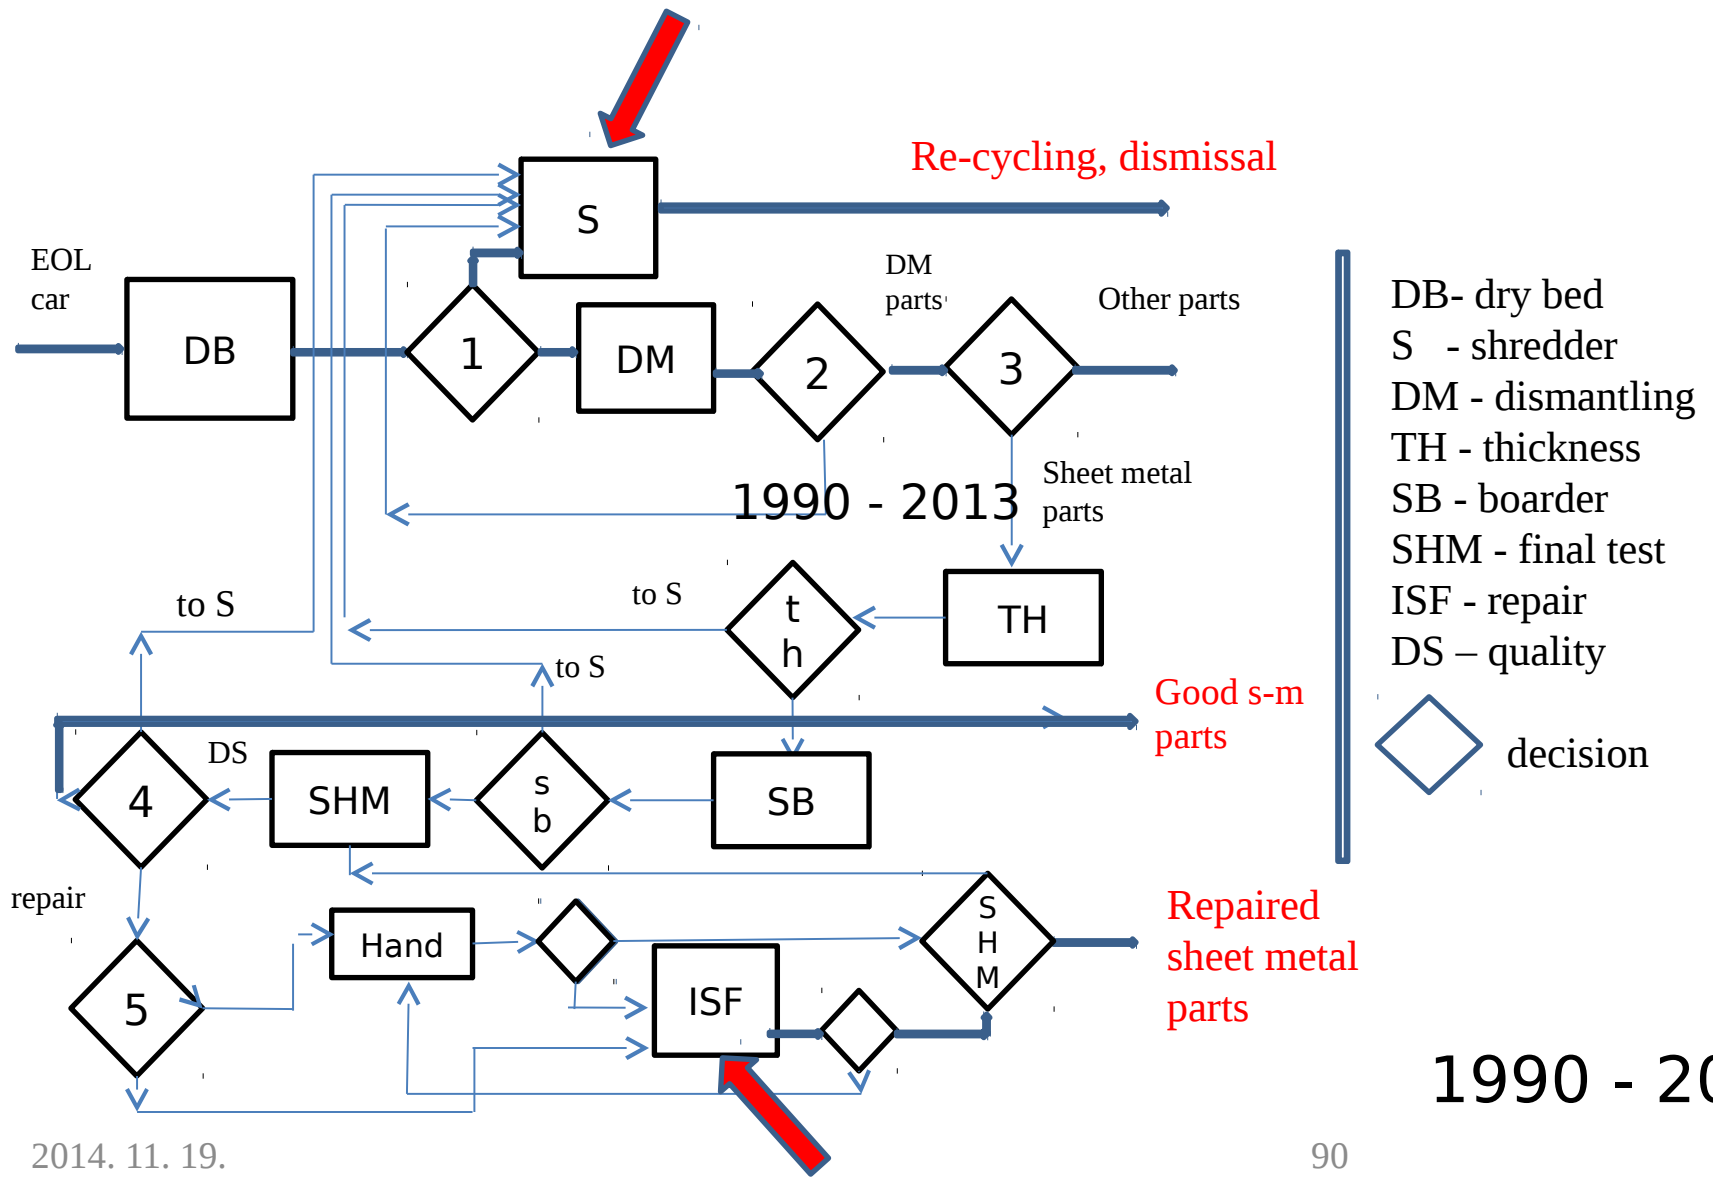 Re-cycling, dismissal
S
EOL
car
DB
1
DM
2
DM
parts
3
Other parts
1990 - 2013
Sheet metal
parts
to S
to S
t
h
TH
to S
Good s-m
parts
DS
4
SHM
s
b
SB
repair
5
Hand
ISF
S
H
M
Repaired
sheet metal
parts
DB- dry bed
S - shredder
DM - dismantling
TH - thickness
SB - boarder
SHM - final test
ISF - repair
DS – quality
decision
1990 - 20
2014. 11. 19.
90